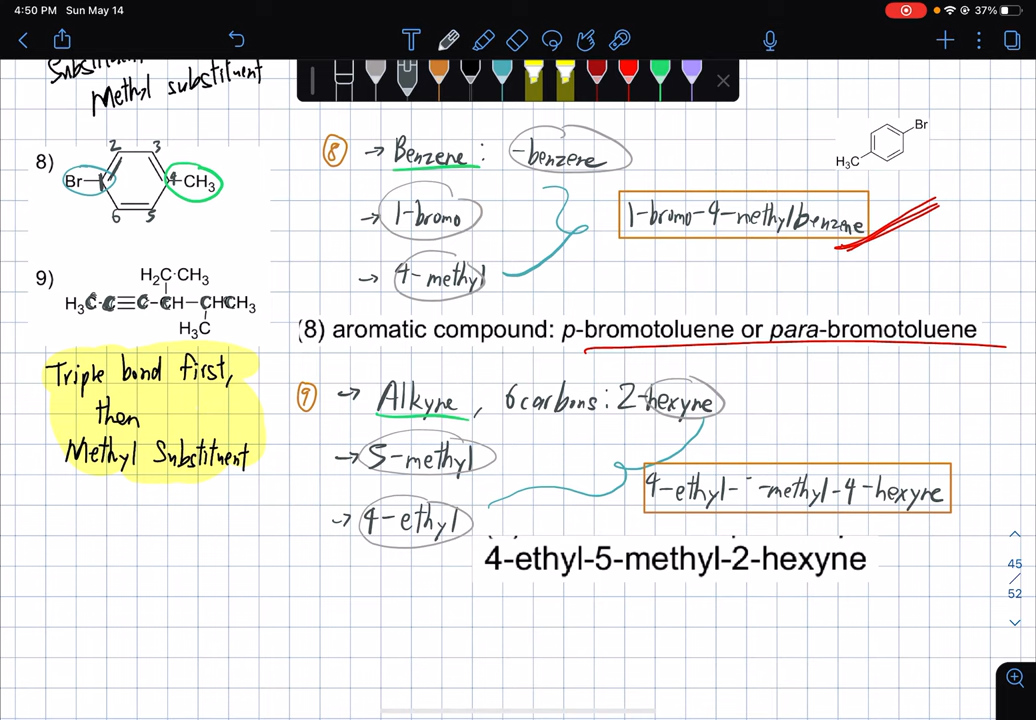 4:50 PM Sun May 14
37%
Substituent
Methyl substituent
8)
2 3
Br 1 4 CH₃
6 5
⑧ → Benzene : -benzene
→ 1-bromo
→ 4-methyl
1-bromo-4-methylbenzene
Br
H₃C
9)
H₂C·CH₃
H₃C·C≡C-CH-CHCH₃
H₃C
(8) aromatic compound: p-bromotoluene or para-bromotoluene
Triple bond first,
then
Methyl Substituent
⑨ → Alkyne, 6 carbons: 2-hexyne
→ 5-methyl
→ 4-ethyl
4-ethyl- -methyl-4-hexyne
4-ethyl-5-methyl-2-hexyne
45
/
52